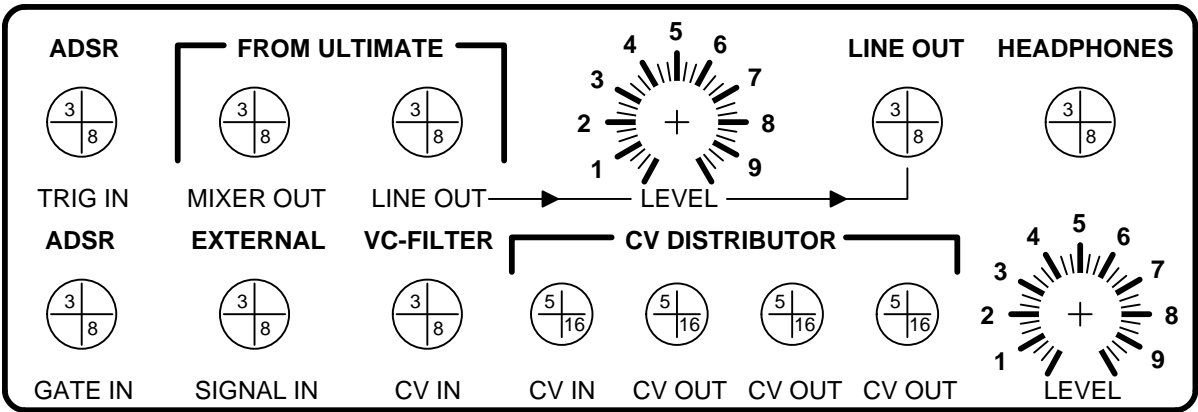 ADSR FROM ULTIMATE LINE OUT HEADPHONES
1 2 3 4 5 6 7 8 9
3 8 3 8 3 8 3 8 3 8
TRIG IN MIXER OUT LINE OUT LEVEL
ADSR EXTERNAL VC-FILTER CV DISTRIBUTOR
1 2 3 4 5 6 7 8 9
3 8 3 8 3 8 5 16 5 16 5 16 5 16
GATE IN SIGNAL IN CV IN CV IN CV OUT CV OUT CV OUT LEVEL